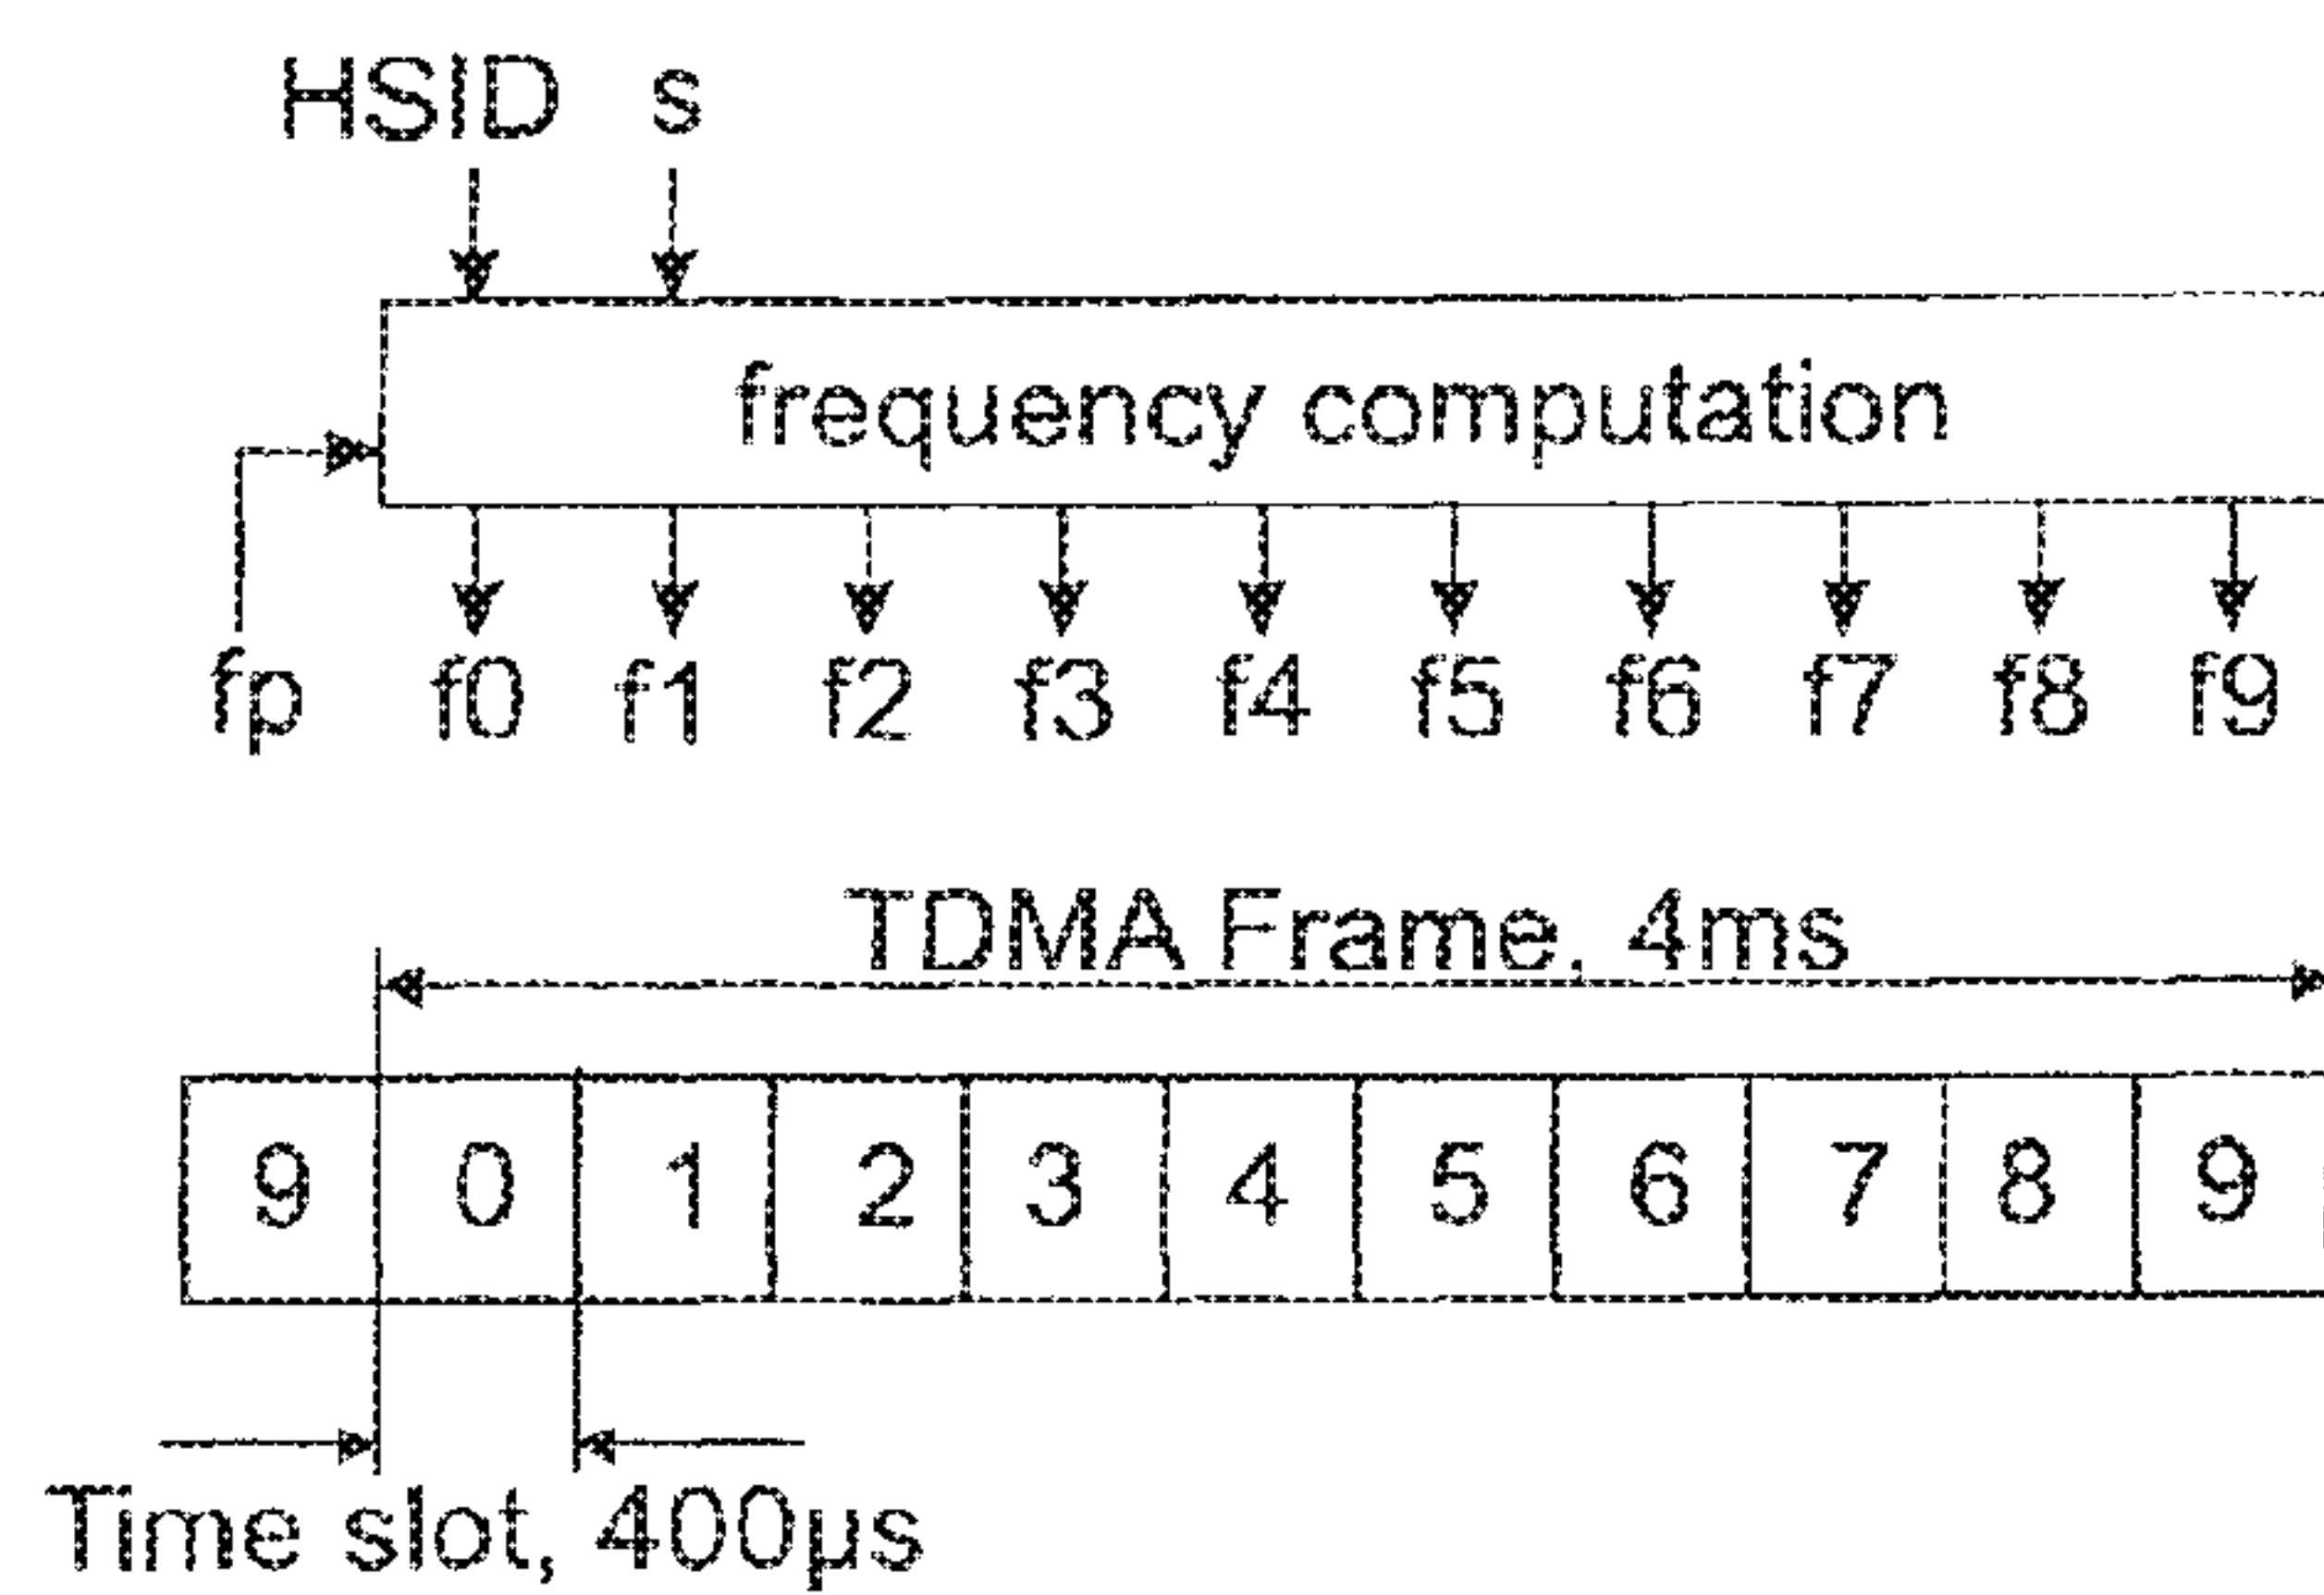 HSID s
frequency computation
fp f0 f1 f2 f3 f4 f5 f6 f7 f8 f9
TDMA Frame, 4ms
9 0 1 2 3 4 5 6 7 8 9
Time slot, 400µs